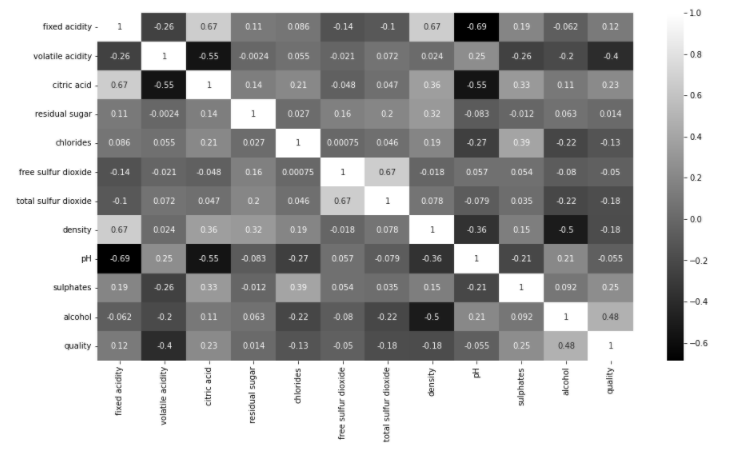 fixed acidity 1 -0.26 0.67 0.11 0.086 -0.14 -0.1 0.67 -0.69 0.19 -0.062 0.12
volatile acidity -0.26 1 -0.55 -0.0024 0.055 -0.021 0.072 0.024 0.25 -0.26 -0.2 -0.4
citric acid 0.67 -0.55 1 0.14 0.21 -0.048 0.047 0.36 -0.55 0.33 0.11 0.23
residual sugar 0.11 -0.0024 0.14 1 0.027 0.16 0.2 0.32 -0.083 -0.012 0.063 0.014
chlorides 0.086 0.055 0.21 0.027 1 0.00075 0.046 0.19 -0.27 0.39 -0.22 -0.13
free sulfur dioxide -0.14 -0.021 -0.048 0.16 0.00075 1 0.67 -0.018 0.057 0.054 -0.08 -0.05
total sulfur dioxide -0.1 0.072 0.047 0.2 0.046 0.67 1 0.078 -0.079 0.035 -0.22 -0.18
density 0.67 0.024 0.36 0.32 0.19 -0.018 0.078 1 -0.36 0.15 -0.5 -0.18
pH -0.69 0.25 -0.55 -0.083 -0.27 0.057 -0.079 -0.36 1 -0.21 0.21 -0.055
sulphates 0.19 -0.26 0.33 -0.012 0.39 0.054 0.035 0.15 -0.21 1 0.092 0.25
alcohol -0.062 -0.2 0.11 0.063 -0.22 -0.08 -0.22 -0.5 0.21 0.092 1 0.48
quality 0.12 -0.4 0.23 0.014 -0.13 -0.05 -0.18 -0.18 -0.055 0.25 0.48 1
fixed acidity
volatile acidity
citric acid
residual sugar
chlorides
free sulfur dioxide
total sulfur dioxide
density
pH
sulphates
alcohol
quality
1.0
0.8
0.6
0.4
0.2
0.0
−0.2
−0.4
−0.6